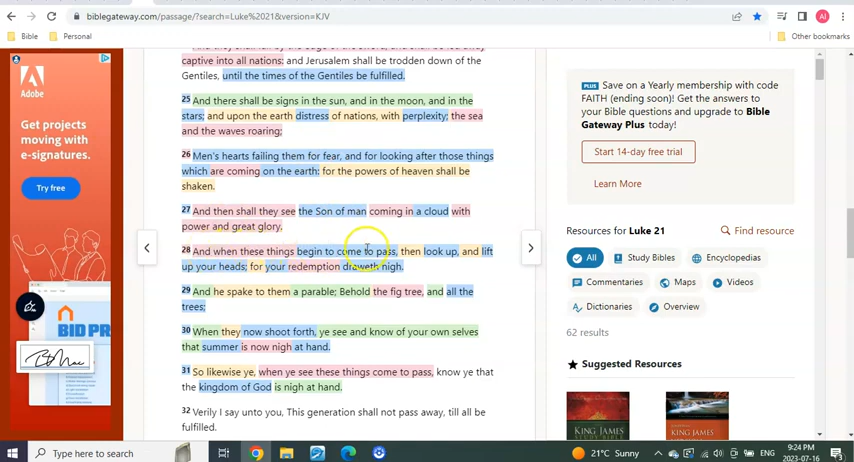 biblegateway.com/passage/?search=Luke%2021&version=KJV
Bible
Personal
Other bookmarks
AI
Adobe
Get projects
moving with
e-signatures.
Try free
BID PR
captive into all nations: and Jerusalem shall be trodden down of the
Gentiles, until the times of the Gentiles be fulfilled.
25 And there shall be signs in the sun, and in the moon, and in the
stars; and upon the earth distress of nations, with perplexity; the sea
and the waves roaring;
26 Men's hearts failing them for fear, and for looking after those things
which are coming on the earth: for the powers of heaven shall be
shaken.
27 And then shall they see the Son of man coming in a cloud with
power and great glory.
28 And when these things begin to come to pass, then look up, and lift
up your heads; for your redemption draweth nigh.
29 And he spake to them a parable; Behold the fig tree, and all the
trees;
30 When they now shoot forth, ye see and know of your own selves
that summer is now nigh at hand.
31 So likewise ye, when ye see these things come to pass, know ye that
the kingdom of God is nigh at hand.
32 Verily I say unto you, This generation shall not pass away, till all be
fulfilled.
PLUS Save on a Yearly membership with code
FAITH (ending soon)! Get the answers to
your Bible questions and upgrade to Bible
Gateway Plus today!
Start 14-day free trial
Learn More
Resources for Luke 21
Find resource
All
Study Bibles
Encyclopedias
Commentaries
Maps
Videos
Dictionaries
Overview
62 results
Suggested Resources
KING JAMES
KING JAMES
Type here to search
21°C Sunny
ENG
9:24 PM
2023-07-16
3